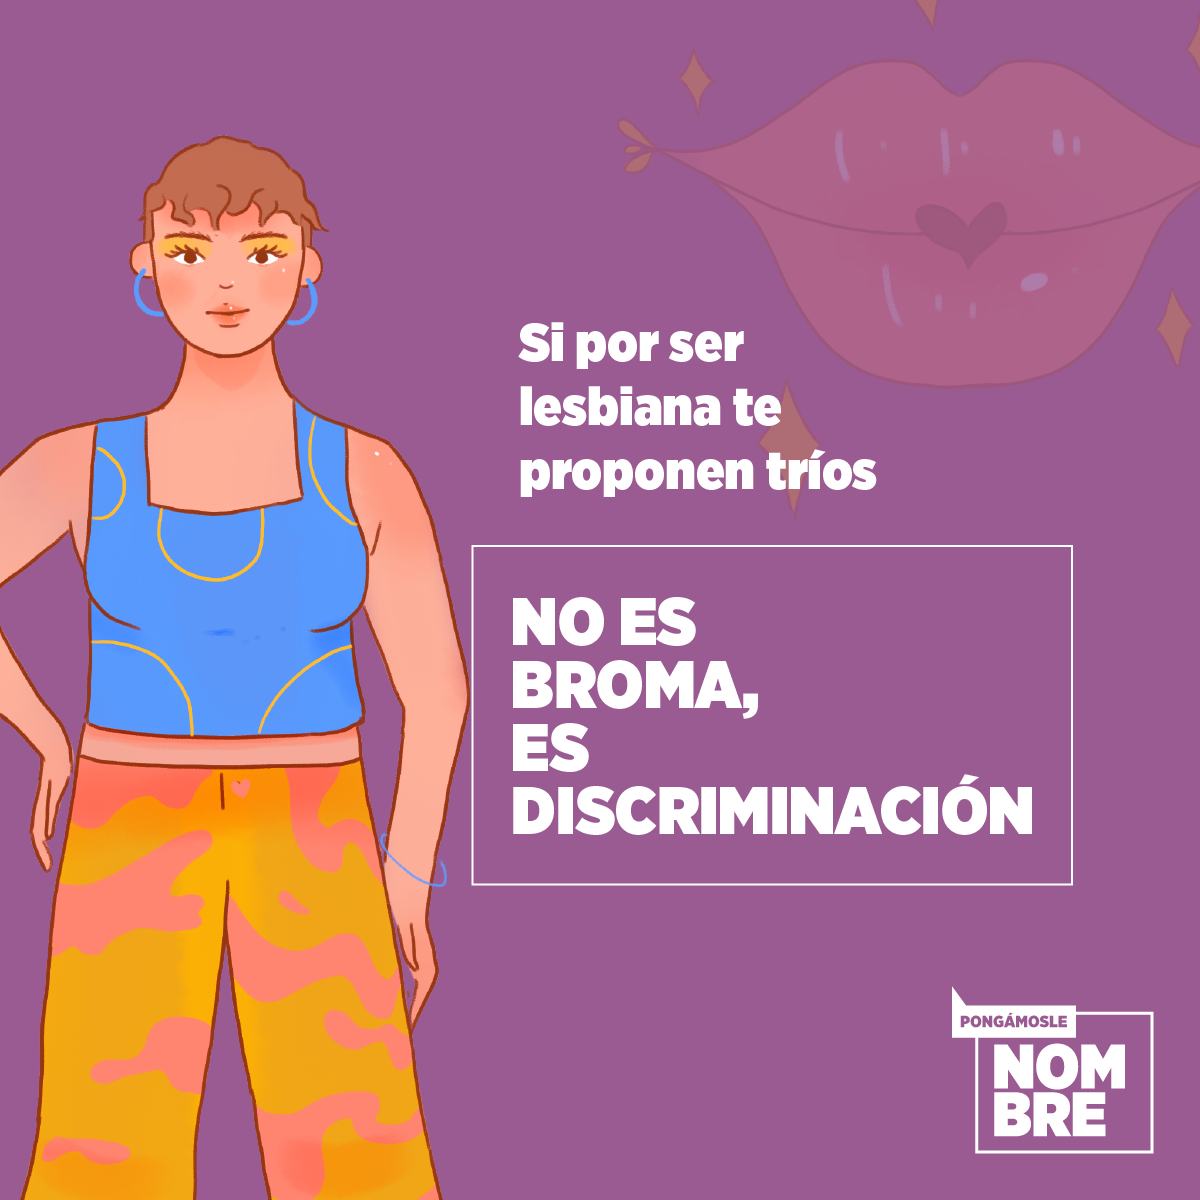 Si por ser
lesbiana te
proponen tríos
NO ES
BROMA,
ES
DISCRIMINACIÓN
PONGÁMOSLE
NOM
BRE